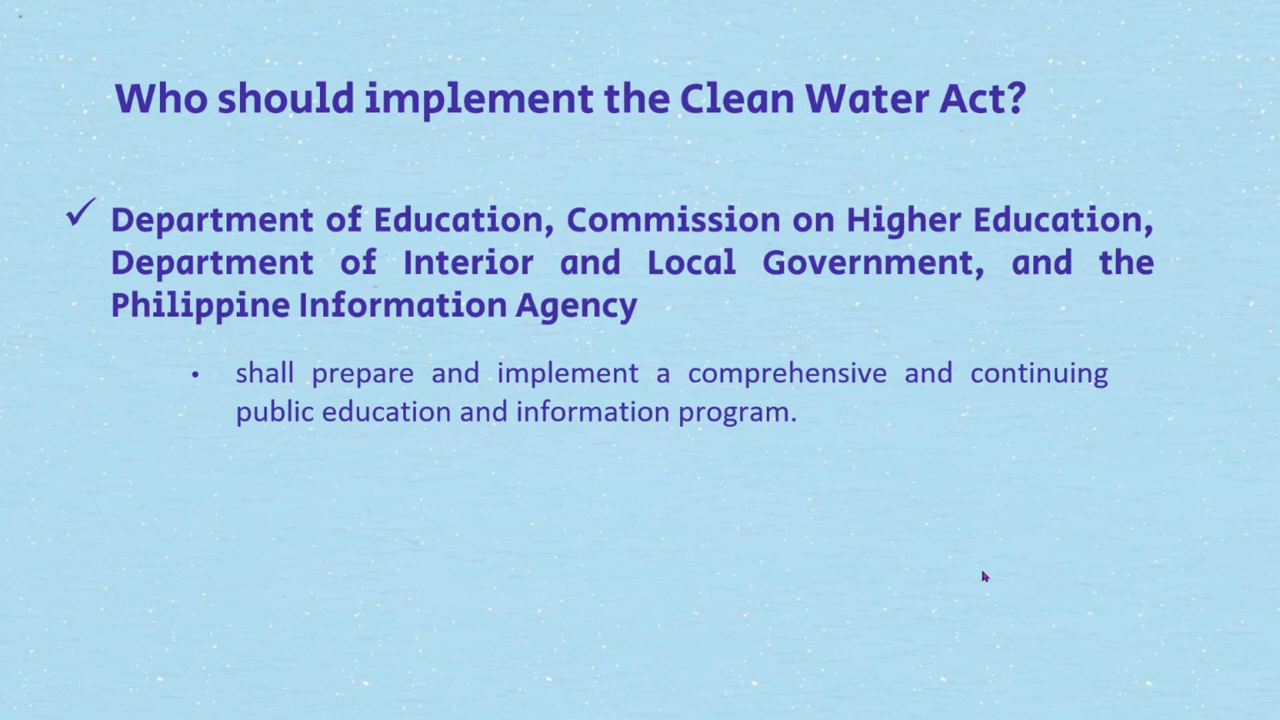 Who should implement the Clean Water Act?
✓ Department of Education, Commission on Higher Education,
Department of Interior and Local Government, and the
Philippine Information Agency
• shall prepare and implement a comprehensive and continuing
public education and information program.